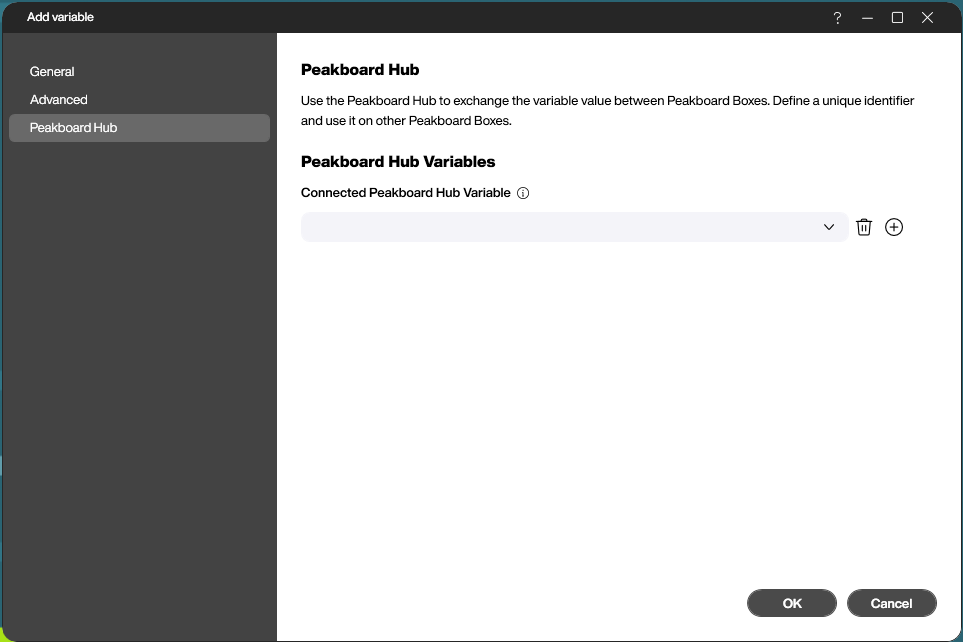 Add variable
General
Advanced
Peakboard Hub
Peakboard Hub
Use the Peakboard Hub to exchange the variable value between Peakboard Boxes. Define a unique identifier
and use it on other Peakboard Boxes.
Peakboard Hub Variables
Connected Peakboard Hub Variable
OK
Cancel